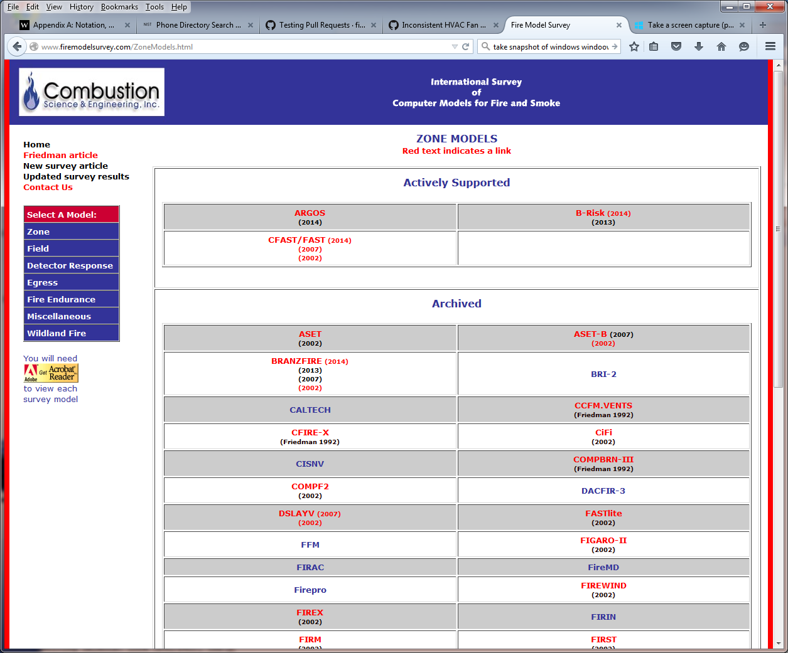 File Edit View History Bookmarks Tools Help
Appendix A: Notation, ...
Phone Directory Search ...
Testing Pull Requests · fi...
Inconsistent HVAC Fan ...
Fire Model Survey
Take a screen capture (p...
www.firemodelsurvey.com/ZoneModels.html
take snapshot of windows windoow
Combustion
Science & Engineering, Inc.
International Survey
of
Computer Models for Fire and Smoke
Home
Friedman article
New survey article
Updated survey results
Contact Us
Select A Model:
Zone
Field
Detector Response
Egress
Fire Endurance
Miscellaneous
Wildland Fire
You will need
Adobe
Get Acrobat
Reader
to view each
survey model
ZONE MODELS
Red text indicates a link
Actively Supported
ARGOS
(2014)
B-Risk (2014)
(2013)
CFAST/FAST (2014)
(2007)
(2002)
Archived
ASET
(2002)
ASET-B (2007)
(2002)
BRANZFIRE (2014)
(2013)
(2007)
(2002)
BRI-2
CALTECH
CCFM.VENTS
(Friedman 1992)
CFIRE-X
(Friedman 1992)
CiFi
(2002)
CISNV
COMPBRN-III
(Friedman 1992)
COMPF2
(2002)
DACFIR-3
DSLAYV (2007)
(2002)
FASTlite
(2002)
FFM
FIGARO-II
(2002)
FIRAC
FireMD
Firepro
FIREWIND
(2002)
FIREX
(2002)
FIRIN
FIRM
(2002)
FIRST
(2002)